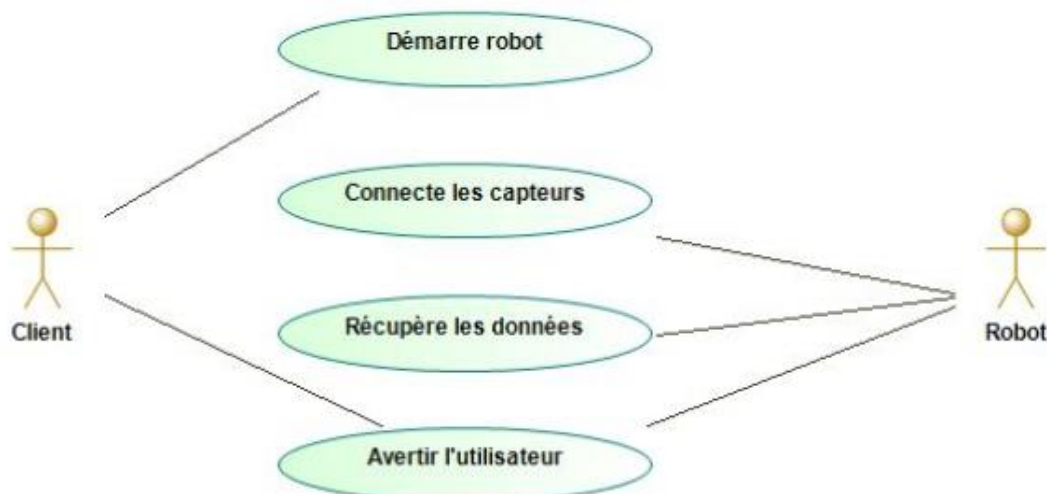 Démarre robot
Connecte les capteurs
Client
Récupère les données
Robot
Avertir l'utilisateur